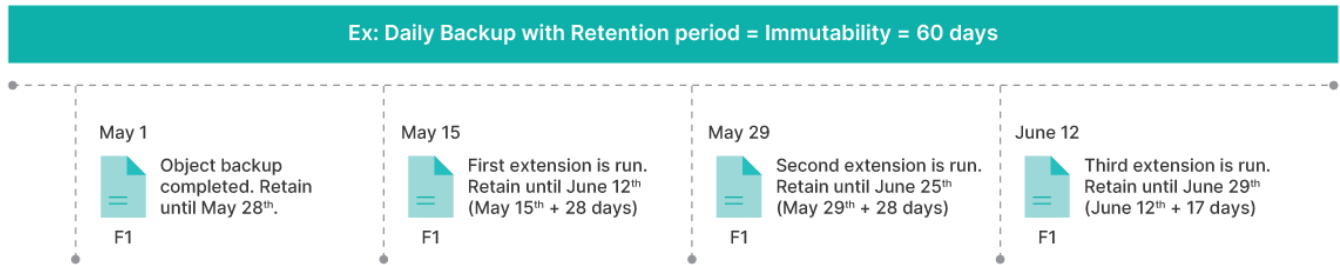 Ex: Daily Backup with Retention period = Immutability = 60 days
May 1
Object backup
completed. Retain
until May 28th.
F1
May 15
First extension is run.
Retain until June 12th
(May 15th + 28 days)
F1
May 29
Second extension is run.
Retain until June 25th
(May 29th + 28 days)
F1
June 12
Third extension is run.
Retain until June 29th
(June 12th + 17 days)
F1